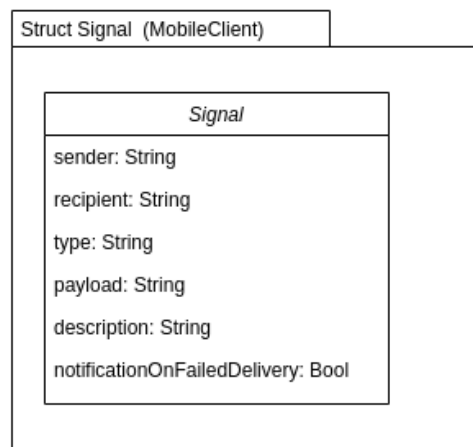 Struct Signal  (MobileClient)
Signal
sender: String
recipient: String
type: String
payload: String
description: String
notificationOnFailedDelivery: Bool